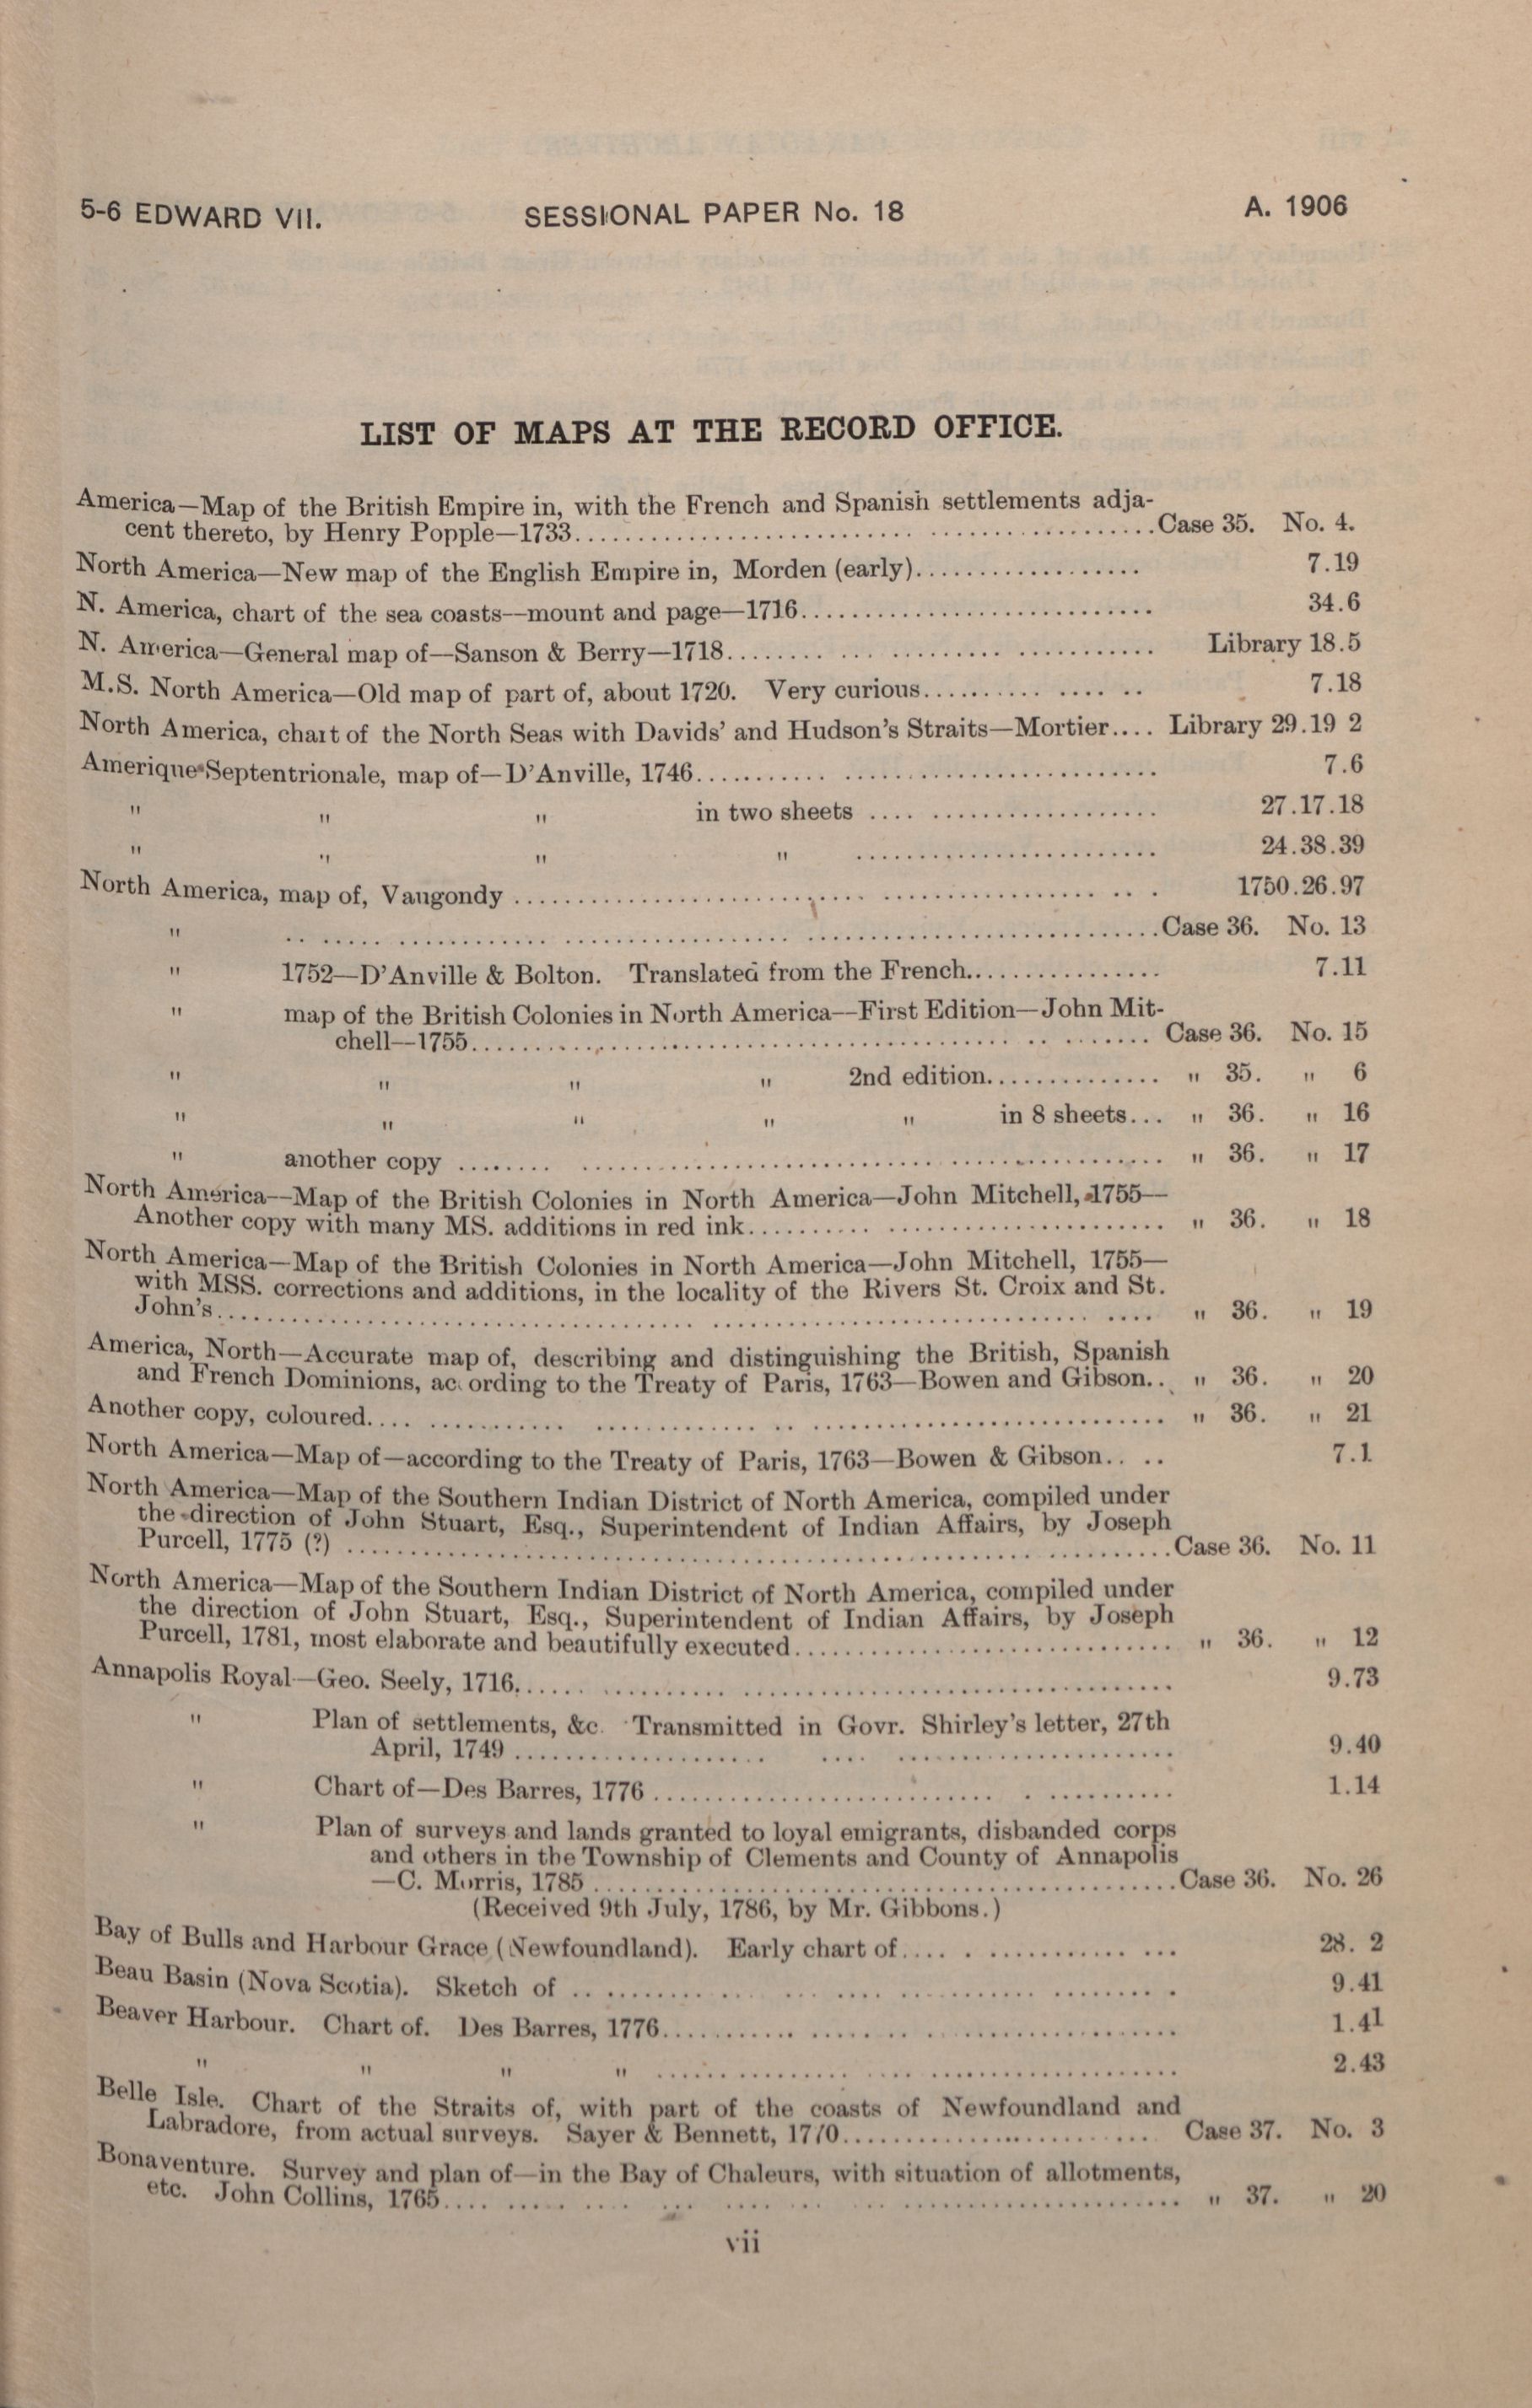 5-6 EDWARD VII. SESSIONAL PAPER No. 18 A. 1906
LIST OF MAPS AT THE RECORD OFFICE.
America—Map of the British Empire in, with the French and Spanish settlements adja-
cent thereto, by Henry Popple—1733.......... Case 35. No. 4.
North America—New map of the English Empire in, Morden (early).......... 7.19
N. America, chart of the sea coasts—mount and page—1716.......... 34.6
N. America—General map of—Sanson & Berry—1718.......... Library 18.5
M.S. North America—Old map of part of, about 1720. Very curious.......... 7.18
North America, chart of the North Seas with Davids' and Hudson's Straits—Mortier.... Library 29.19 2
Amerique Septentrionale, map of—D'Anville, 1746.......... 7.6
" " " in two sheets .......... 27.17.18
" " " " .......... 24.38.39
North America, map of, Vaugondy .......... 1750.26.97
" .......... Case 36. No. 13
" 1752—D'Anville & Bolton. Translated from the French.......... 7.11
" map of the British Colonies in North America—First Edition—John Mit-
chell—1755.......... Case 36. No. 15
" " " " 2nd edition.......... " 35. " 6
" " " " " in 8 sheets... " 36. " 16
" another copy .......... " 36. " 17
North America—Map of the British Colonies in North America—John Mitchell, 1755—
Another copy with many MS. additions in red ink.......... " 36. " 18
North America—Map of the British Colonies in North America—John Mitchell, 1755—
with MSS. corrections and additions, in the locality of the Rivers St. Croix and St.
John's.......... " 36. " 19
America, North—Accurate map of, describing and distinguishing the British, Spanish
and French Dominions, according to the Treaty of Paris, 1763—Bowen and Gibson... " 36. " 20
Another copy, coloured.......... " 36. " 21
North America—Map of—according to the Treaty of Paris, 1763—Bowen & Gibson.. .. 7.1
North America—Map of the Southern Indian District of North America, compiled under
the direction of John Stuart, Esq., Superintendent of Indian Affairs, by Joseph
Purcell, 1775 (?) .......... Case 36. No. 11
North America—Map of the Southern Indian District of North America, compiled under
the direction of John Stuart, Esq., Superintendent of Indian Affairs, by Joseph
Purcell, 1781, most elaborate and beautifully executed.......... " 36. " 12
Annapolis Royal—Geo. Seely, 1716.......... 9.73
" Plan of settlements, &c. Transmitted in Govr. Shirley's letter, 27th
April, 1749 .......... 9.40
" Chart of—Des Barres, 1776 .......... 1.14
" Plan of surveys and lands granted to loyal emigrants, disbanded corps
and others in the Township of Clements and County of Annapolis
—C. Morris, 1785 .......... Case 36. No. 26
(Received 9th July, 1786, by Mr. Gibbons.)
Bay of Bulls and Harbour Grace (Newfoundland). Early chart of.......... 28. 2
Beau Basin (Nova Scotia). Sketch of .......... 9.41
Beaver Harbour. Chart of. Des Barres, 1776.......... 1.41
" " " " .......... 2.43
Belle Isle. Chart of the Straits of, with part of the coasts of Newfoundland and
Labradore, from actual surveys. Sayer & Bennett, 1770.......... Case 37. No. 3
Bonaventure. Survey and plan of—in the Bay of Chaleurs, with situation of allotments,
etc. John Collins, 1765.......... " 37. " 20
vii